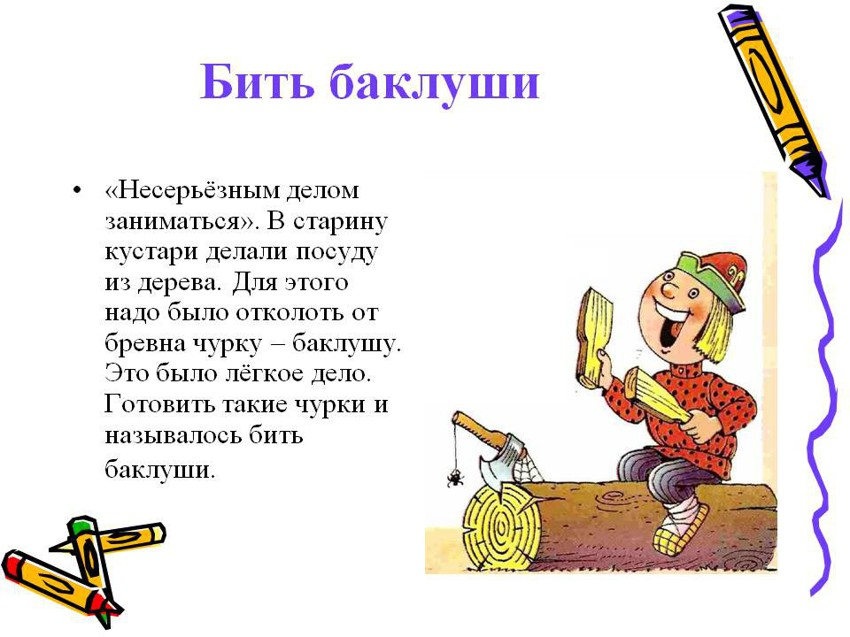 Бить баклуши
• «Несерьёзным делом
заниматься». В старину
кустари делали посуду
из дерева. Для этого
надо было отколоть от
бревна чурку – баклушу.
Это было лёгкое дело.
Готовить такие чурки и
называлось бить
баклуши.